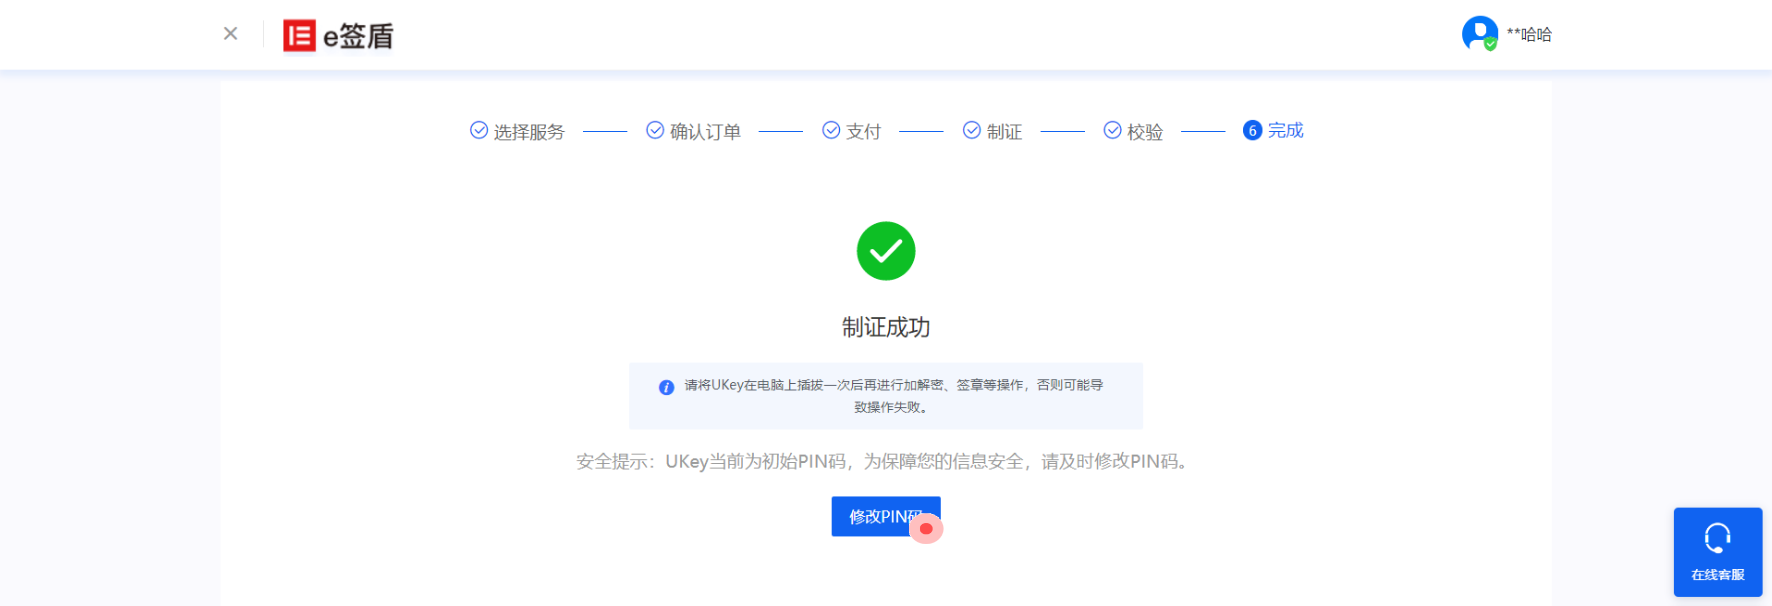 e签盾
**哈哈
选择服务
确认订单
支付
制证
校验
6 完成
制证成功
请将UKey在电脑上插拔一次后再进行加解密、签章等操作，否则可能导
致操作失败。
安全提示：UKey当前为初始PIN码，为保障您的信息安全，请及时修改PIN码。
修改PIN码
在线客服